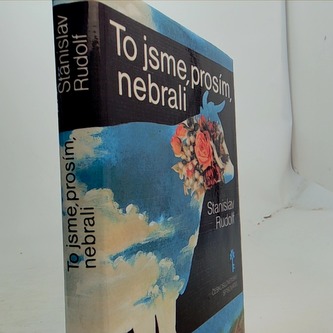 Stanislav
Rudolf
To jsme, prosím,
nebrali
To jsme, prosím,
nebrali
Stanislav
Rudolf